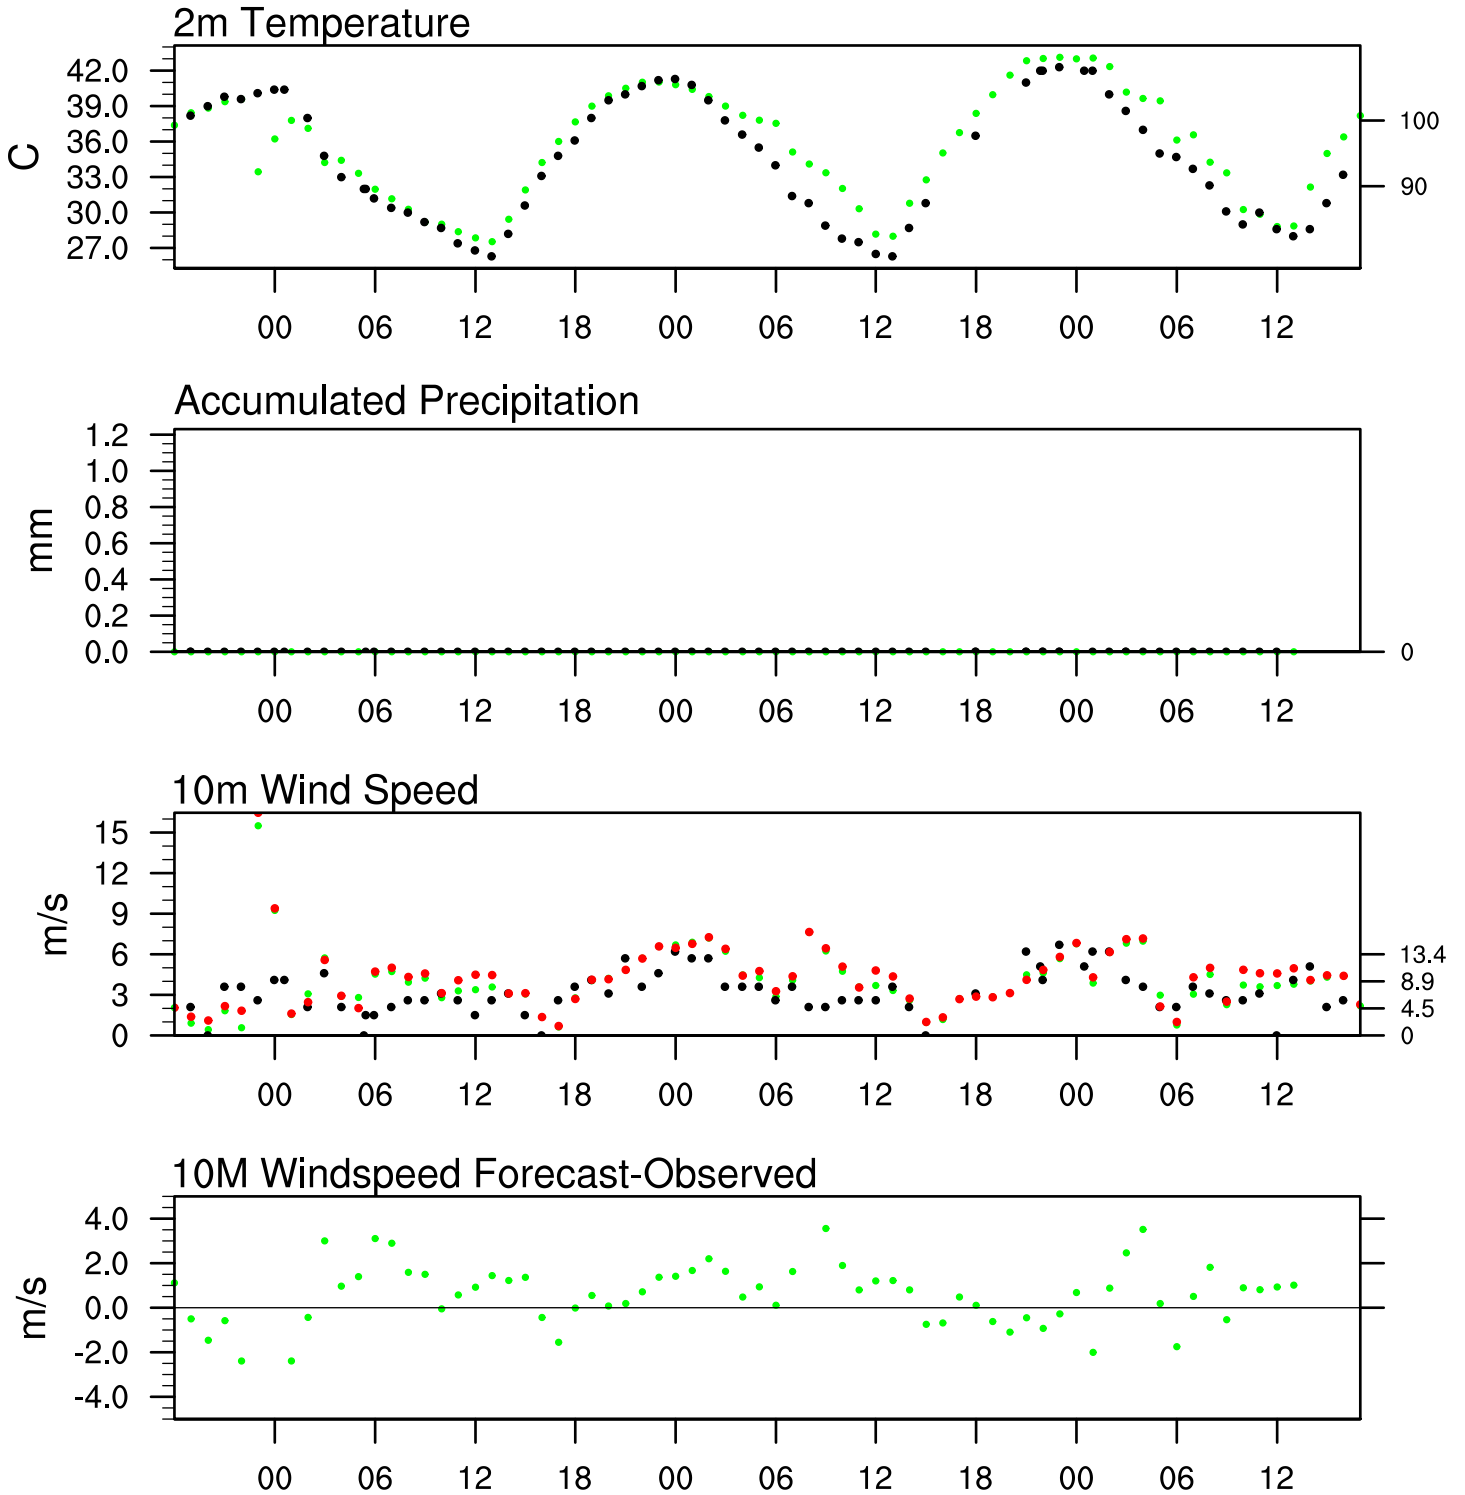 2m Temperature
42.0
39.0
36.0
33.0
30.0
27.0
C
100
90
00 06 12 18 00 06 12 18 00 06 12
Accumulated Precipitation
1.2
1.0
0.8
0.6
0.4
0.2
0.0
mm
0
00 06 12 18 00 06 12 18 00 06 12
10m Wind Speed
15
12
9
6
3
0
m/s
13.4
8.9
4.5
0
00 06 12 18 00 06 12 18 00 06 12
10M Windspeed Forecast-Observed
4.0
2.0
0.0
-2.0
-4.0
m/s
00 06 12 18 00 06 12 18 00 06 12